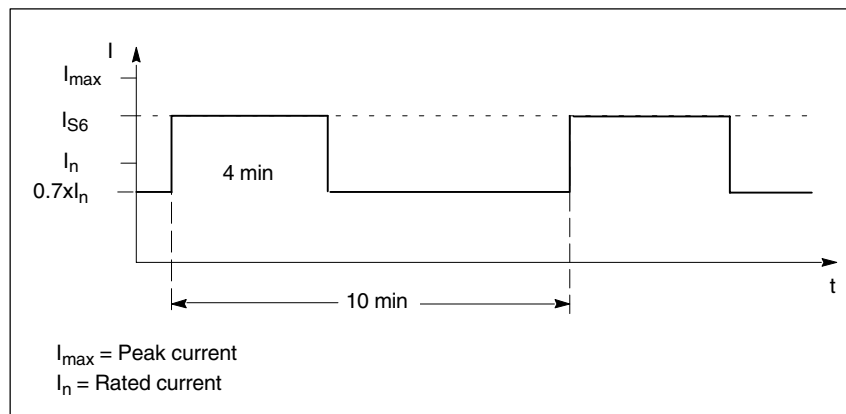 I
Imax
IS6
In
4 min
0.7xIn
t
10 min
Imax = Peak current
In = Rated current